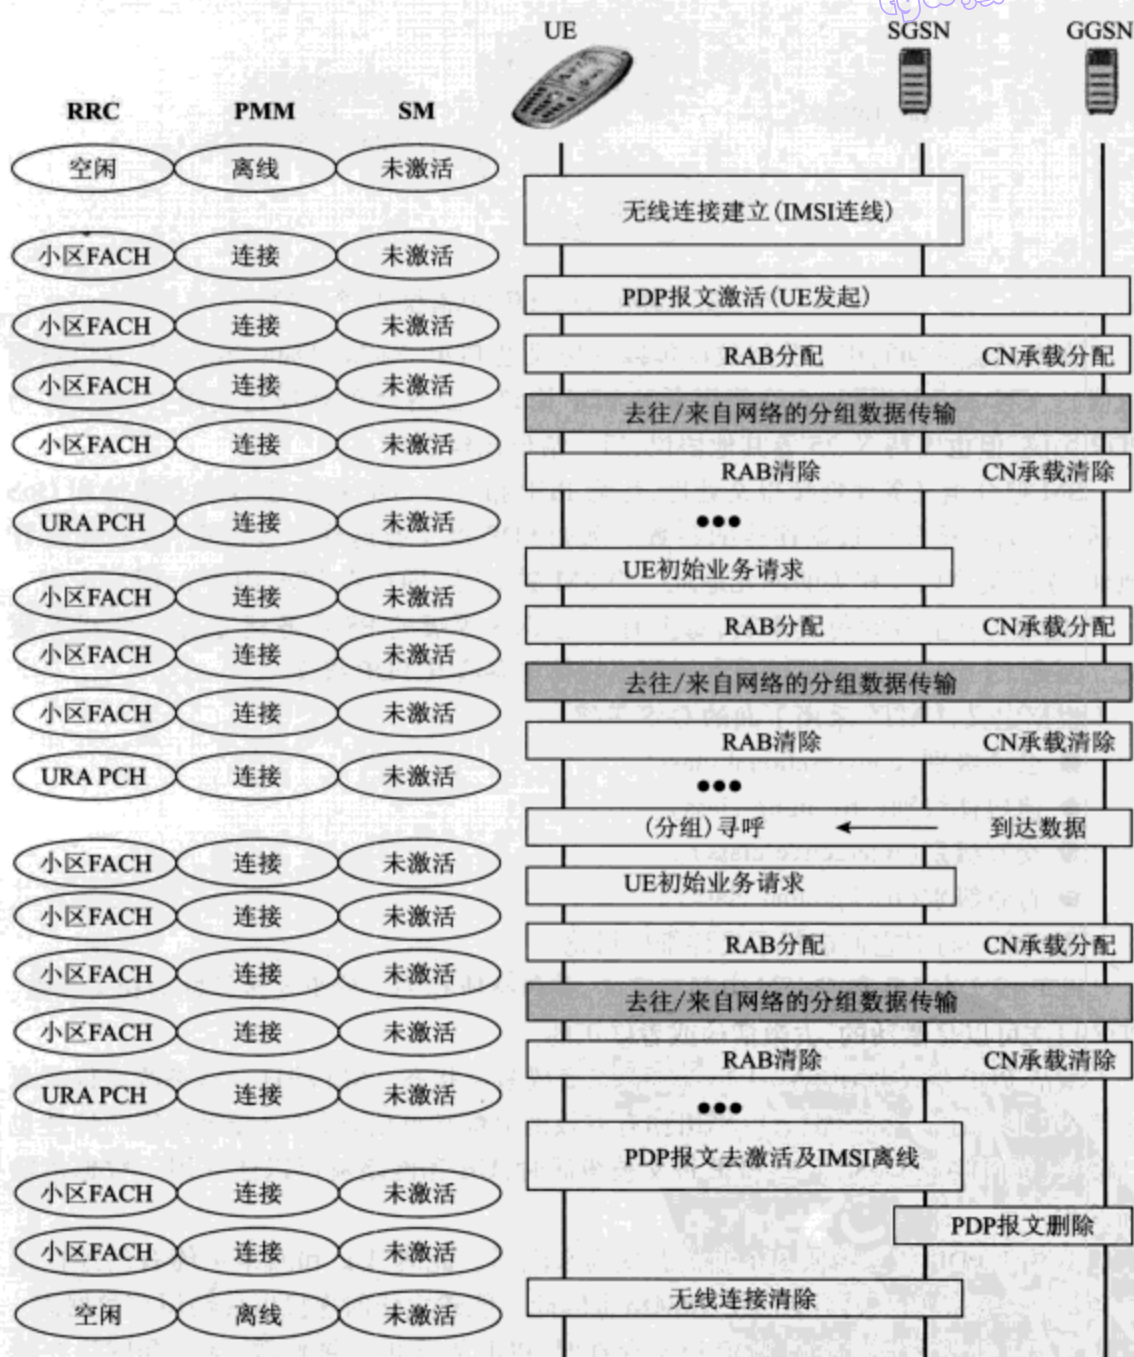 UE SGSN GGSN
RRC PMM SM
空闲 离线 未激活
无线连接建立(IMSI连线)
小区FACH 连接 未激活
PDP报文激活(UE发起)
小区FACH 连接 未激活
RAB分配 CN承载分配
小区FACH 连接 未激活
去往/来自网络的分组数据传输
小区FACH 连接 未激活
RAB清除 CN承载清除
URA PCH 连接 未激活
●●●
UE初始业务请求
小区FACH 连接 未激活
RAB分配 CN承载分配
小区FACH 连接 未激活
去往/来自网络的分组数据传输
小区FACH 连接 未激活
RAB清除 CN承载清除
URA PCH 连接 未激活
●●●
(分组)寻呼 ← 到达数据
小区FACH 连接 未激活
UE初始业务请求
小区FACH 连接 未激活
RAB分配 CN承载分配
小区FACH 连接 未激活
去往/来自网络的分组数据传输
小区FACH 连接 未激活
RAB清除 CN承载清除
URA PCH 连接 未激活
●●●
PDP报文去激活及IMSI离线
小区FACH 连接 未激活
PDP报文删除
小区FACH 连接 未激活
无线连接清除
空闲 离线 未激活